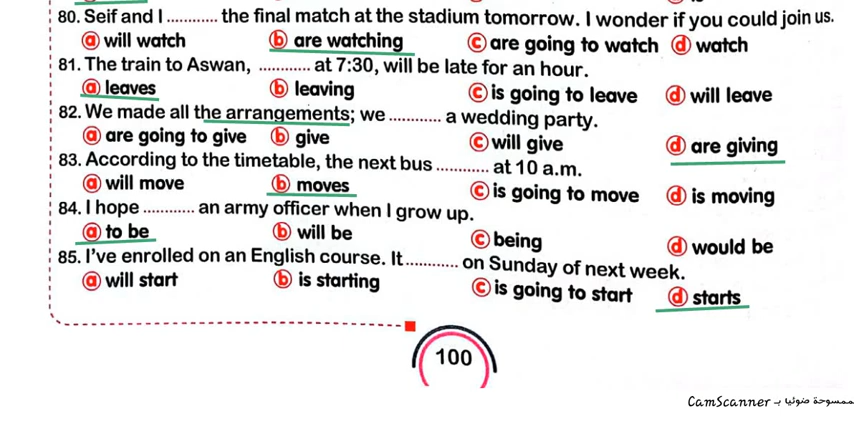 80. Seif and I ............ the final match at the stadium tomorrow. I wonder if you could join us.
a will watch b are watching c are going to watch d watch
81. The train to Aswan, ............ at 7:30, will be late for an hour.
a leaves b leaving c is going to leave d will leave
82. We made all the arrangements; we ............ a wedding party.
a are going to give b give c will give d are giving
83. According to the timetable, the next bus ............ at 10 a.m.
a will move b moves c is going to move d is moving
84. I hope ............ an army officer when I grow up.
a to be b will be c being d would be
85. I've enrolled on an English course. It ............ on Sunday of next week.
a will start b is starting c is going to start d starts
100
ممسوحة ضوئيا بـ CamScanner